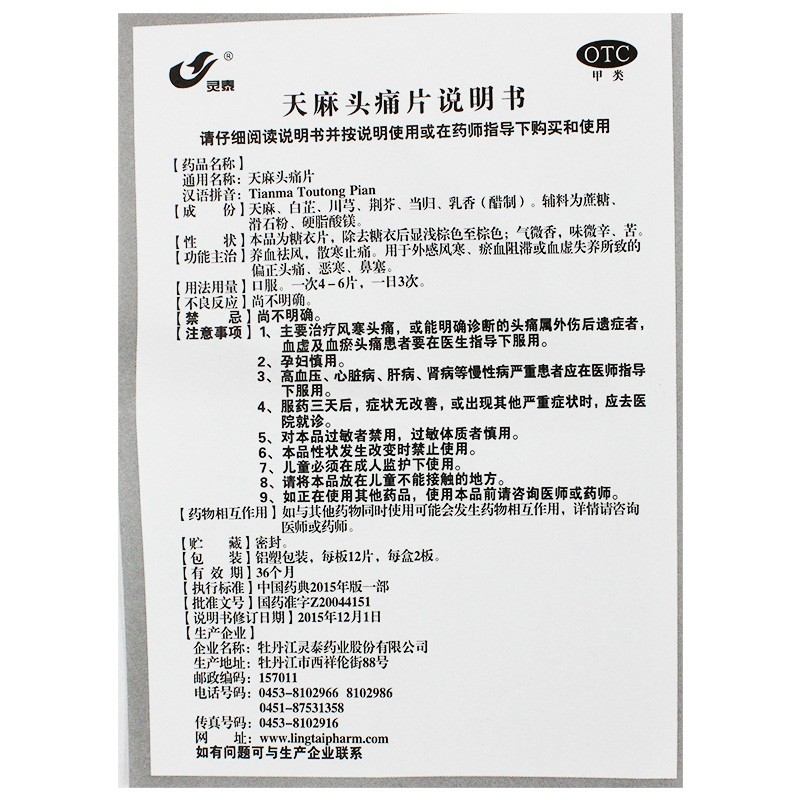 灵泰®
OTC
甲类
天麻头痛片说明书
请仔细阅读说明书并按说明使用或在药师指导下购买和使用
【药品名称】
通用名称：天麻头痛片
汉语拼音：Tianma Toutong Pian
【成　份】天麻、白芷、川芎、荆芥、当归、乳香（醋制）。辅料为蔗糖、
滑石粉、硬脂酸镁。
【性　状】本品为糖衣片，除去糖衣后显浅棕色至棕色；气微香，味微辛、苦。
【功能主治】养血祛风，散寒止痛。用于外感风寒、瘀血阻滞或血虚失养所致的
偏正头痛、恶寒、鼻塞。
【用法用量】口服。一次4-6片，一日3次。
【不良反应】尚不明确。
【禁　忌】尚不明确。
【注意事项】1、主要治疗风寒头痛，或能明确诊断的头痛属外伤后遗症者，
血虚及血瘀头痛患者要在医生指导下服用。
2、孕妇慎用。
3、高血压、心脏病、肝病、肾病等慢性病严重患者应在医师指导
下服用。
4、服药三天后，症状无改善，或出现其他严重症状时，应去医
院就诊。
5、对本品过敏者禁用，过敏体质者慎用。
6、本品性状发生改变时禁止使用。
7、儿童必须在成人监护下使用。
8、请将本品放在儿童不能接触的地方。
9、如正在使用其他药品，使用本品前请咨询医师或药师。
【药物相互作用】如与其他药物同时使用可能会发生药物相互作用，详情请咨询
医师或药师。
【贮　藏】密封。
【包　装】铝塑包装，每板12片，每盒2板。
【有 效 期】36个月
【执行标准】中国药典2015年版一部
【批准文号】国药准字Z20044151
【说明书修订日期】2015年12月1日
【生产企业】
企业名称：牡丹江灵泰药业股份有限公司
生产地址：牡丹江市西祥伦街88号
邮政编码：157011
电话号码：0453-8102966 8102986
0451-87531358
传真号码：0453-8102916
网　址：www.lingtaipharm.com
如有问题可与生产企业联系